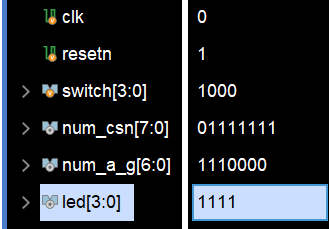 clk 0
resetn 1
switch[3:0] 1000
num_csn[7:0] 01111111
num_a_g[6:0] 1110000
led[3:0] 1111